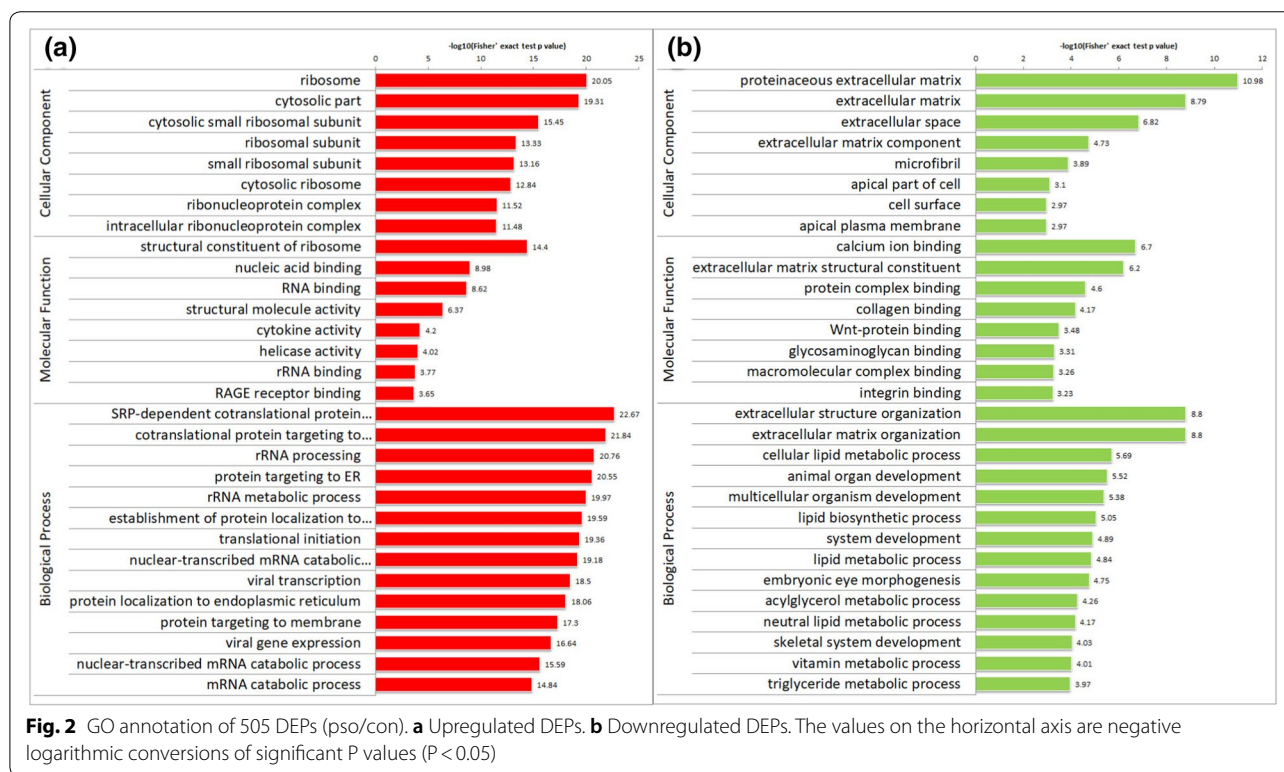 (a)
-log10(Fisher' exact test p value)
0 5 10 15 20 25
Cellular Component
ribosome 20.05
cytosolic part 19.31
cytosolic small ribosomal subunit 15.45
ribosomal subunit 13.33
small ribosomal subunit 13.16
cytosolic ribosome 12.84
ribonucleoprotein complex 11.52
intracellular ribonucleoprotein complex 11.48
Molecular Function
structural constituent of ribosome 14.4
nucleic acid binding 8.98
RNA binding 8.62
structural molecule activity 6.37
cytokine activity 4.2
helicase activity 4.02
rRNA binding 3.77
RAGE receptor binding 3.65
Biological Process
SRP-dependent cotranslational protein... 22.67
cotranslational protein targeting to... 21.84
rRNA processing 20.76
protein targeting to ER 20.55
rRNA metabolic process 19.97
establishment of protein localization to... 19.59
translational initiation 19.36
nuclear-transcribed mRNA catabolic... 19.18
viral transcription 18.5
protein localization to endoplasmic reticulum 18.06
protein targeting to membrane 17.3
viral gene expression 16.64
nuclear-transcribed mRNA catabolic process 15.59
mRNA catabolic process 14.84
(b)
-log10(Fisher' exact test p value)
0 2 4 6 8 10 12
Cellular Component
proteinaceous extracellular matrix 10.98
extracellular matrix 8.79
extracellular space 6.82
extracellular matrix component 4.73
microfibril 3.89
apical part of cell 3.1
cell surface 2.97
apical plasma membrane 2.97
Molecular Function
calcium ion binding 6.7
extracellular matrix structural constituent 6.2
protein complex binding 4.6
collagen binding 4.17
Wnt-protein binding 3.48
glycosaminoglycan binding 3.31
macromolecular complex binding 3.26
integrin binding 3.23
Biological Process
extracellular structure organization 8.8
extracellular matrix organization 8.8
cellular lipid metabolic process 5.69
animal organ development 5.52
multicellular organism development 5.38
lipid biosynthetic process 5.05
system development 4.89
lipid metabolic process 4.84
embryonic eye morphogenesis 4.75
acylglycerol metabolic process 4.26
neutral lipid metabolic process 4.17
skeletal system development 4.03
vitamin metabolic process 4.01
triglyceride metabolic process 3.97
Fig. 2 GO annotation of 505 DEPs (pso/con). a Upregulated DEPs. b Downregulated DEPs. The values on the horizontal axis are negative
logarithmic conversions of significant P values (P < 0.05)